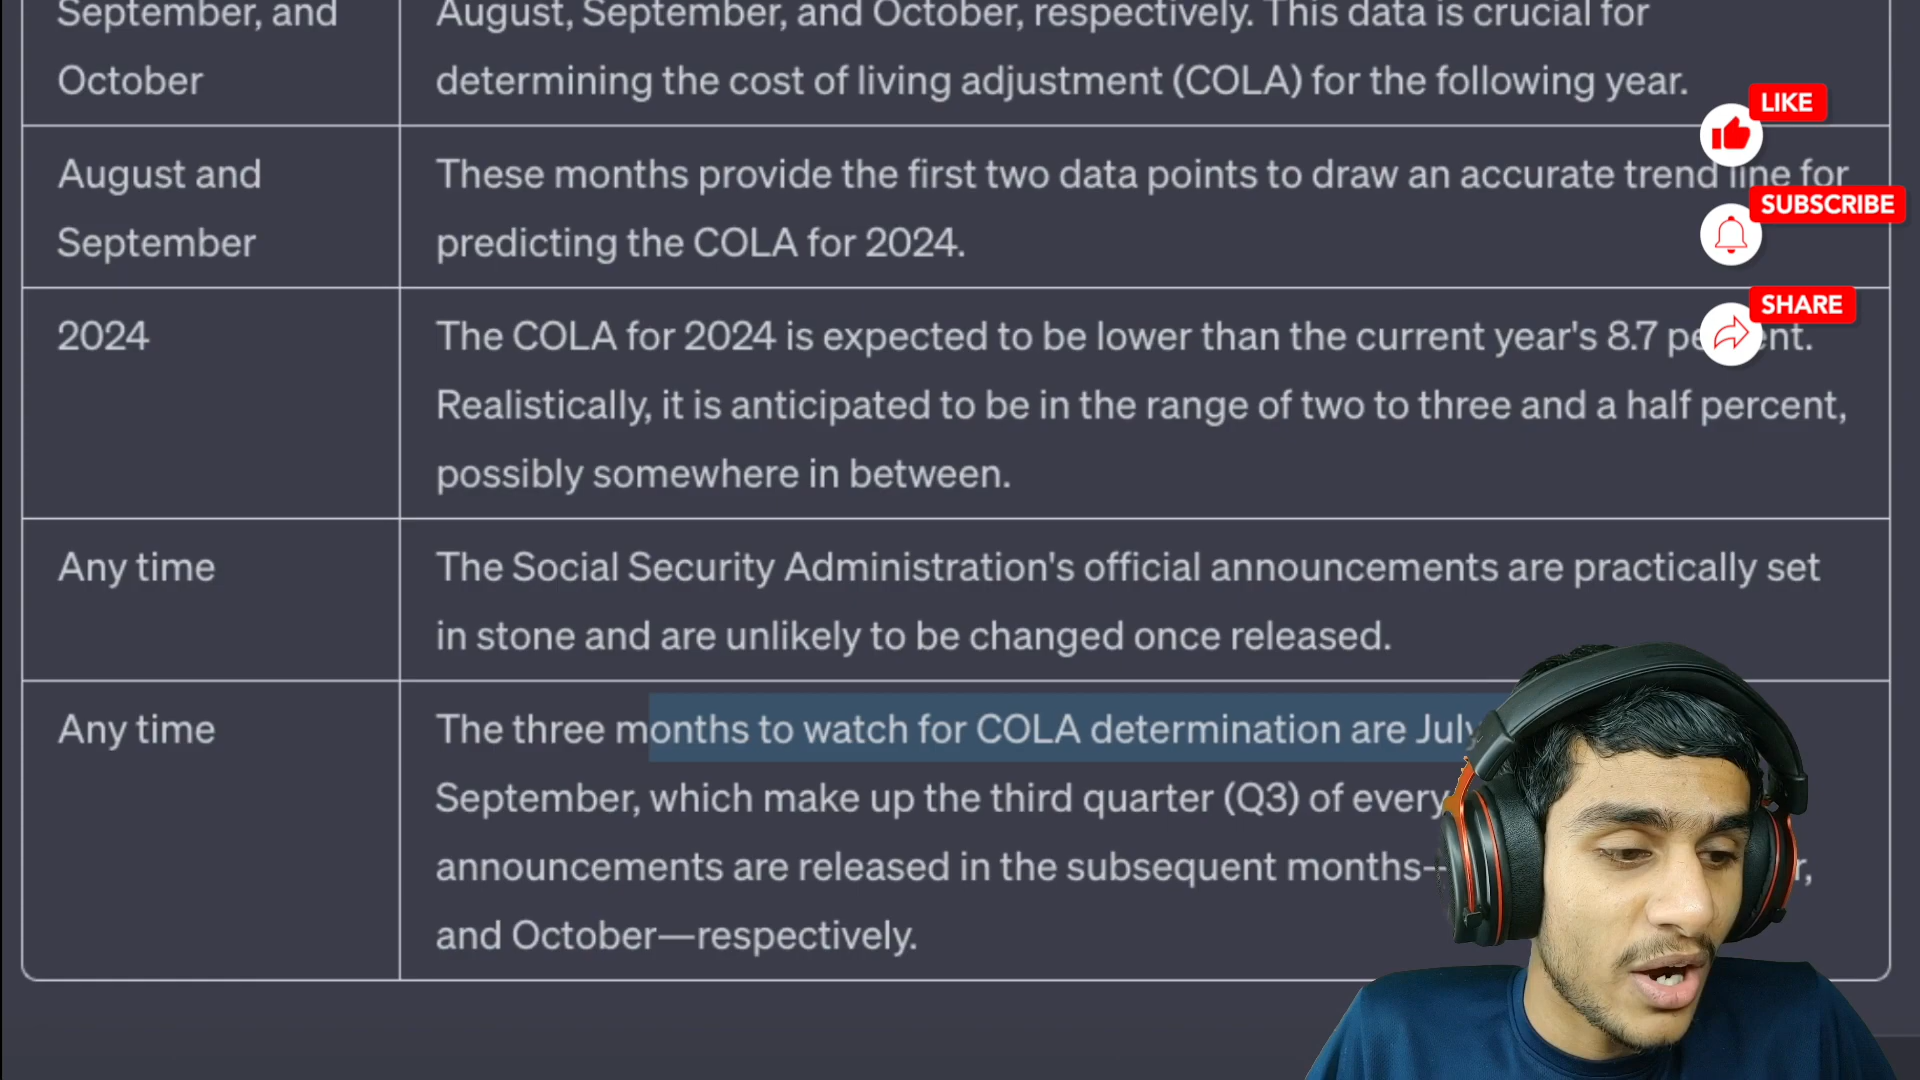 September, and
October
August, September, and October, respectively. This data is crucial for
determining the cost of living adjustment (COLA) for the following year.
LIKE
August and
September
These months provide the first two data points to draw an accurate trend line for
predicting the COLA for 2024.
SUBSCRIBE
SHARE
2024
The COLA for 2024 is expected to be lower than the current year's 8.7
Realistically, it is anticipated to be in the range of two to three and a half percent,
possibly somewhere in between.
Any time
The Social Security Administration's official announcements are practically set
in stone and are unlikely to be changed once released.
Any time
The three months to watch for COLA determination are July
September, which make up the third quarter (Q3) of every
announcements are released in the subsequent months—
and October—respectively.